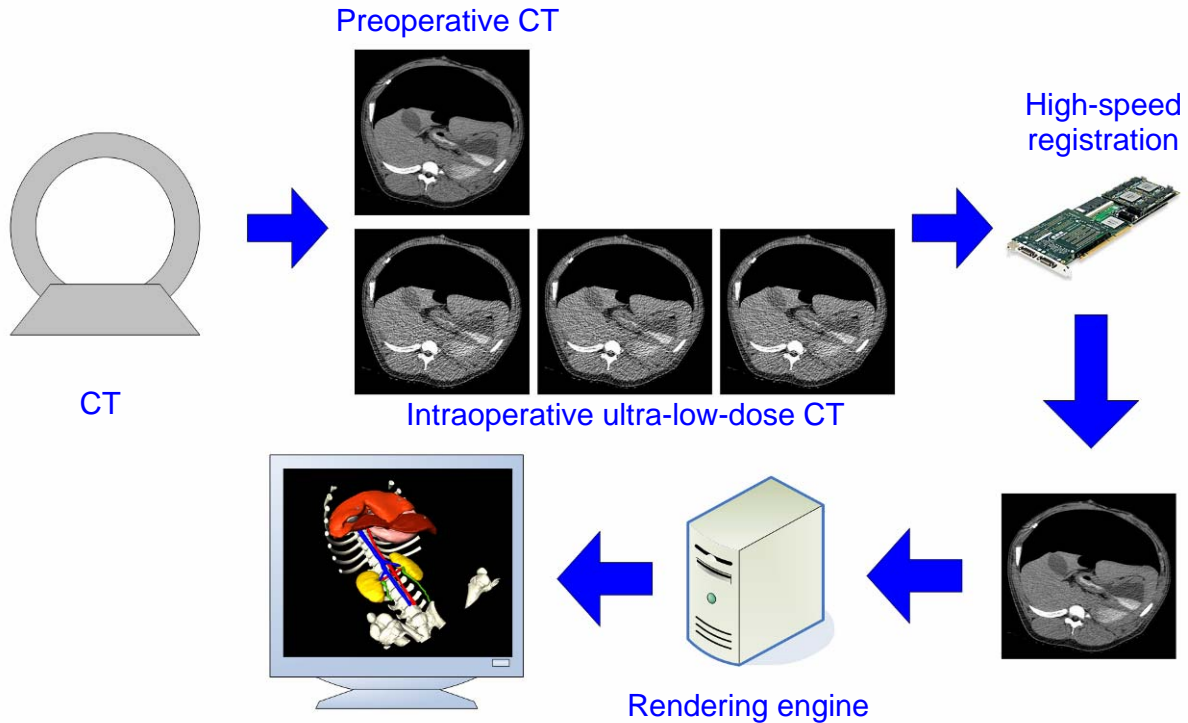 Preoperative CT
High-speed
registration
CT
Intraoperative ultra-low-dose CT
Rendering engine